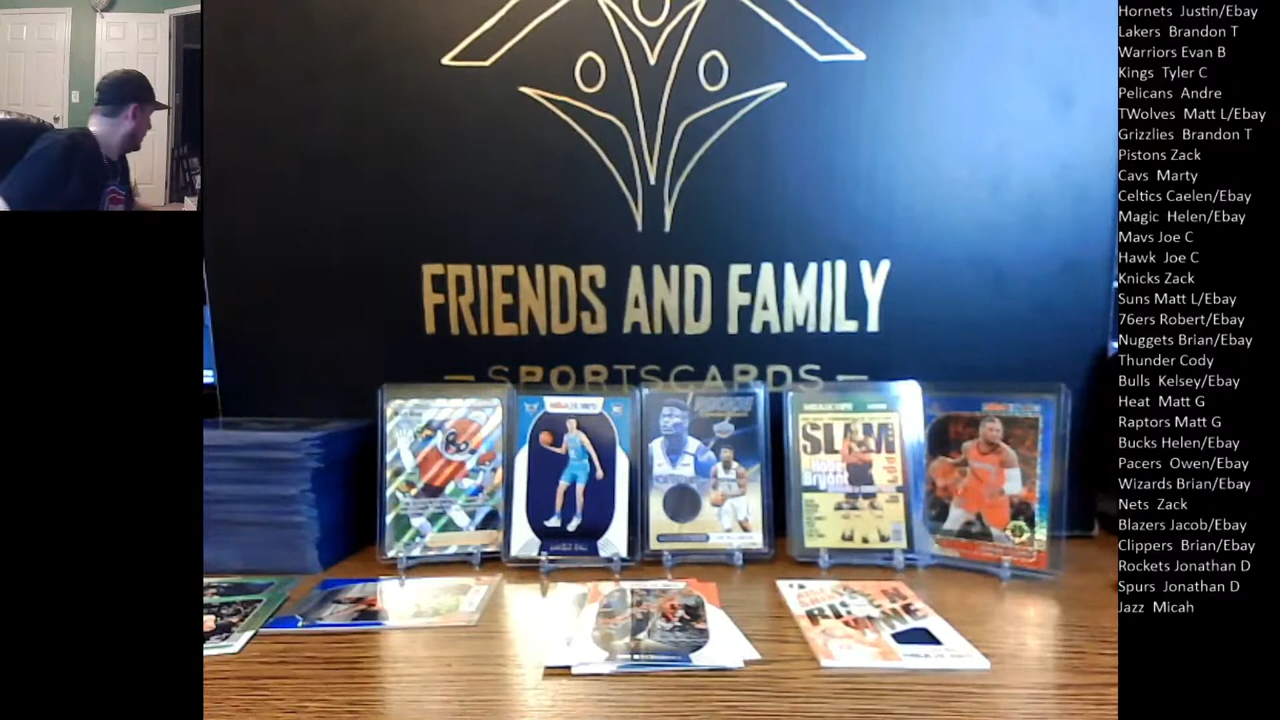 FRIENDS AND FAMILY
SPORTSCARDS
SLAM
RISE N
SHINE
Hornets Justin/Ebay
Lakers Brandon T
Warriors Evan B
Kings Tyler C
Pelicans Andre
TWolves Matt L/Ebay
Grizzlies Brandon T
Pistons Zack
Cavs Marty
Celtics Caelen/Ebay
Magic Helen/Ebay
Mavs Joe C
Hawk Joe C
Knicks Zack
Suns Matt L/Ebay
76ers Robert/Ebay
Nuggets Brian/Ebay
Thunder Cody
Bulls Kelsey/Ebay
Heat Matt G
Raptors Matt G
Bucks Helen/Ebay
Pacers Owen/Ebay
Wizards Brian/Ebay
Nets Zack
Blazers Jacob/Ebay
Clippers Brian/Ebay
Rockets Jonathan D
Spurs Jonathan D
Jazz Micah